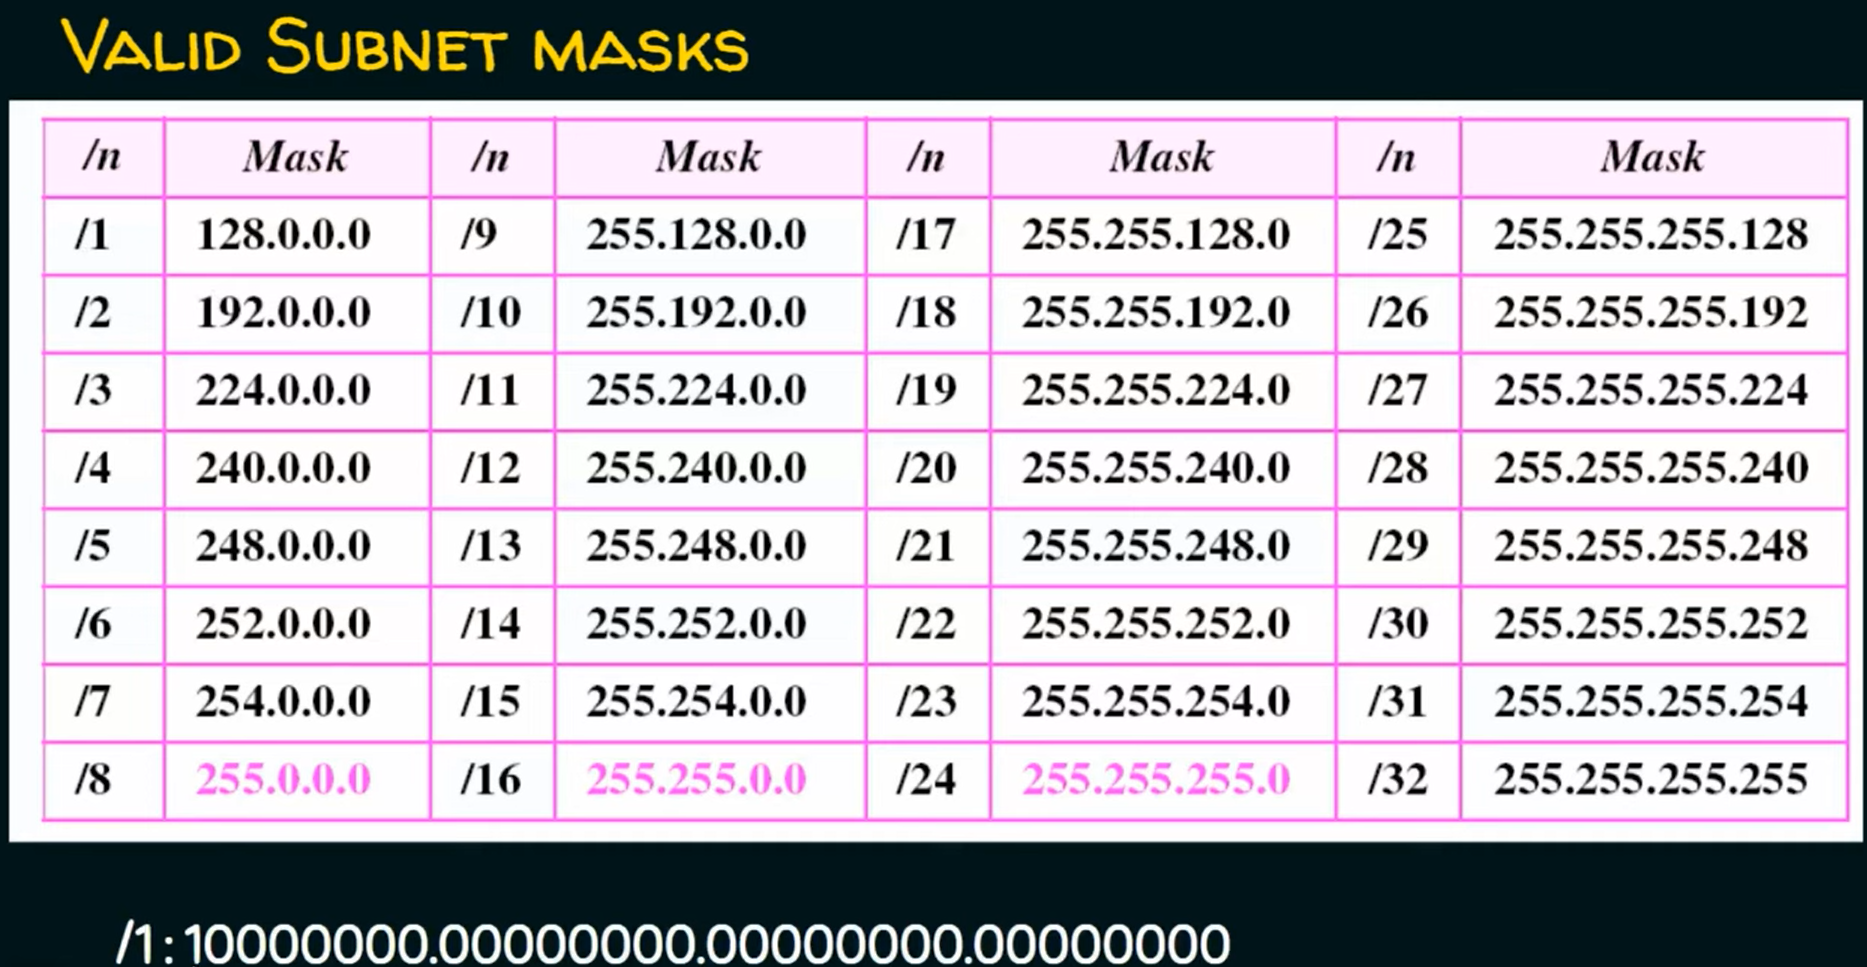 VALID SUBNET MASKS
/n Mask /n Mask /n Mask /n Mask
/1 128.0.0.0 /9 255.128.0.0 /17 255.255.128.0 /25 255.255.255.128
/2 192.0.0.0 /10 255.192.0.0 /18 255.255.192.0 /26 255.255.255.192
/3 224.0.0.0 /11 255.224.0.0 /19 255.255.224.0 /27 255.255.255.224
/4 240.0.0.0 /12 255.240.0.0 /20 255.255.240.0 /28 255.255.255.240
/5 248.0.0.0 /13 255.248.0.0 /21 255.255.248.0 /29 255.255.255.248
/6 252.0.0.0 /14 255.252.0.0 /22 255.255.252.0 /30 255.255.255.252
/7 254.0.0.0 /15 255.254.0.0 /23 255.255.254.0 /31 255.255.255.254
/8 255.0.0.0 /16 255.255.0.0 /24 255.255.255.0 /32 255.255.255.255
/1 : 10000000.00000000.00000000.00000000